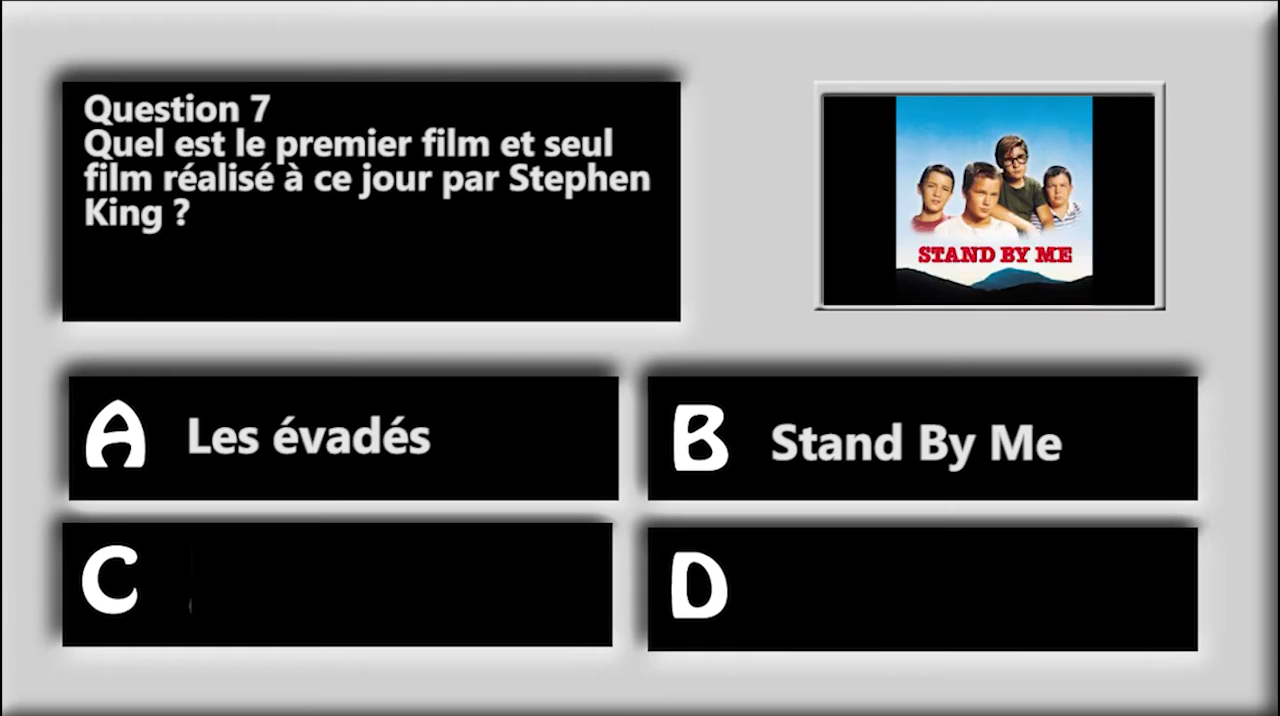 Question 7
Quel est le premier film et seul
film réalisé à ce jour par Stephen
King ?
STAND BY ME
A Les évadés
B Stand By Me
C
D